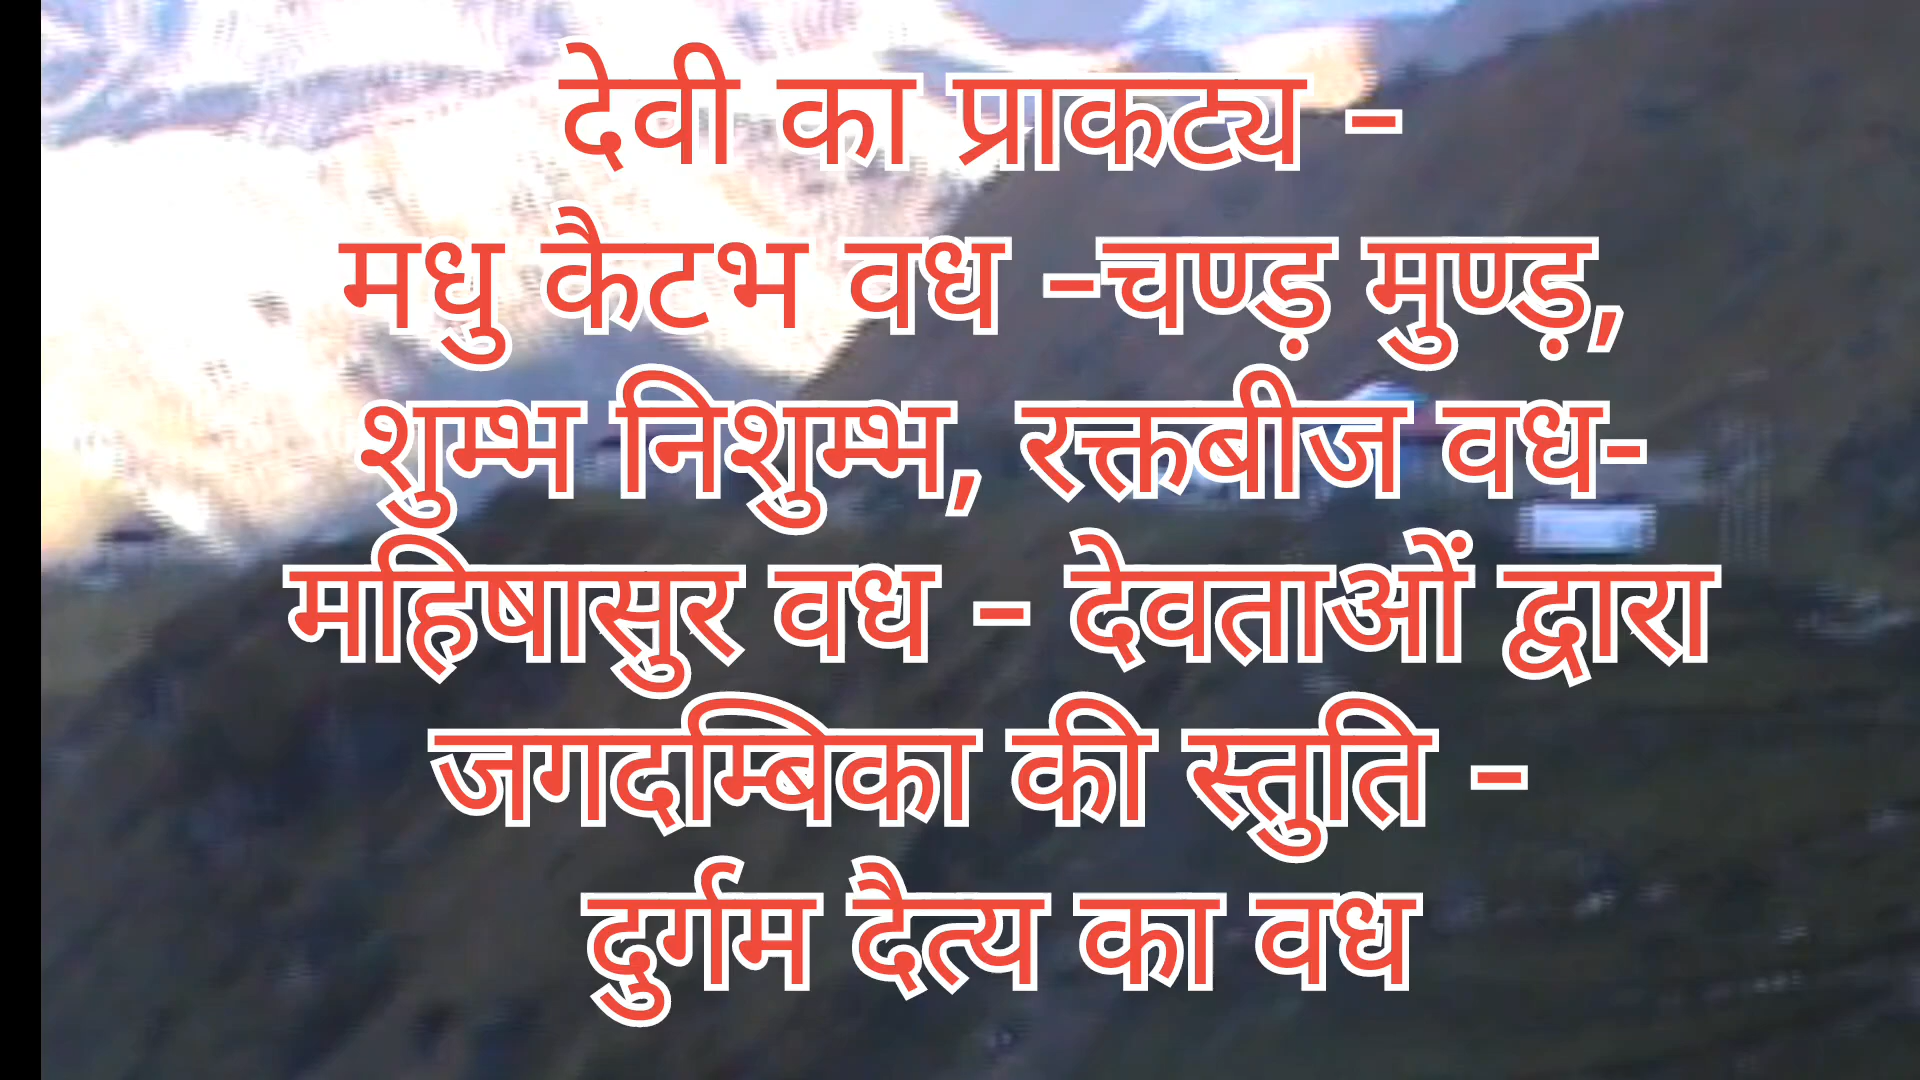 देवी का प्राकट्य –
मधु कैटभ वध –चण्ड़ मुण्ड़,
शुम्भ निशुम्भ, रक्तबीज वध-
महिषासुर वध – देवताओं द्वारा
जगदम्बिका की स्तुति –
दुर्गम दैत्य का वध